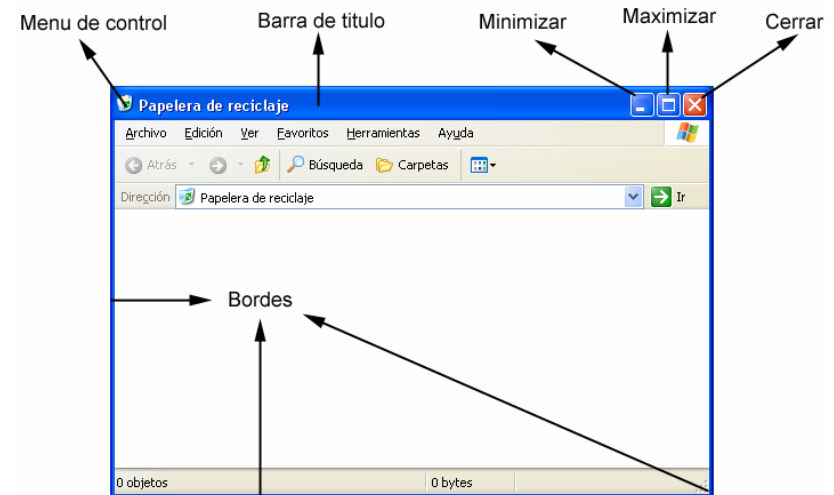 Menu de control Barra de titulo Minimizar Maximizar Cerrar
Papelera de reciclaje
Archivo Edición Ver Favoritos Herramientas Ayuda
Atrás Búsqueda Carpetas
Dirección Papelera de reciclaje Ir
Bordes
0 objetos 0 bytes